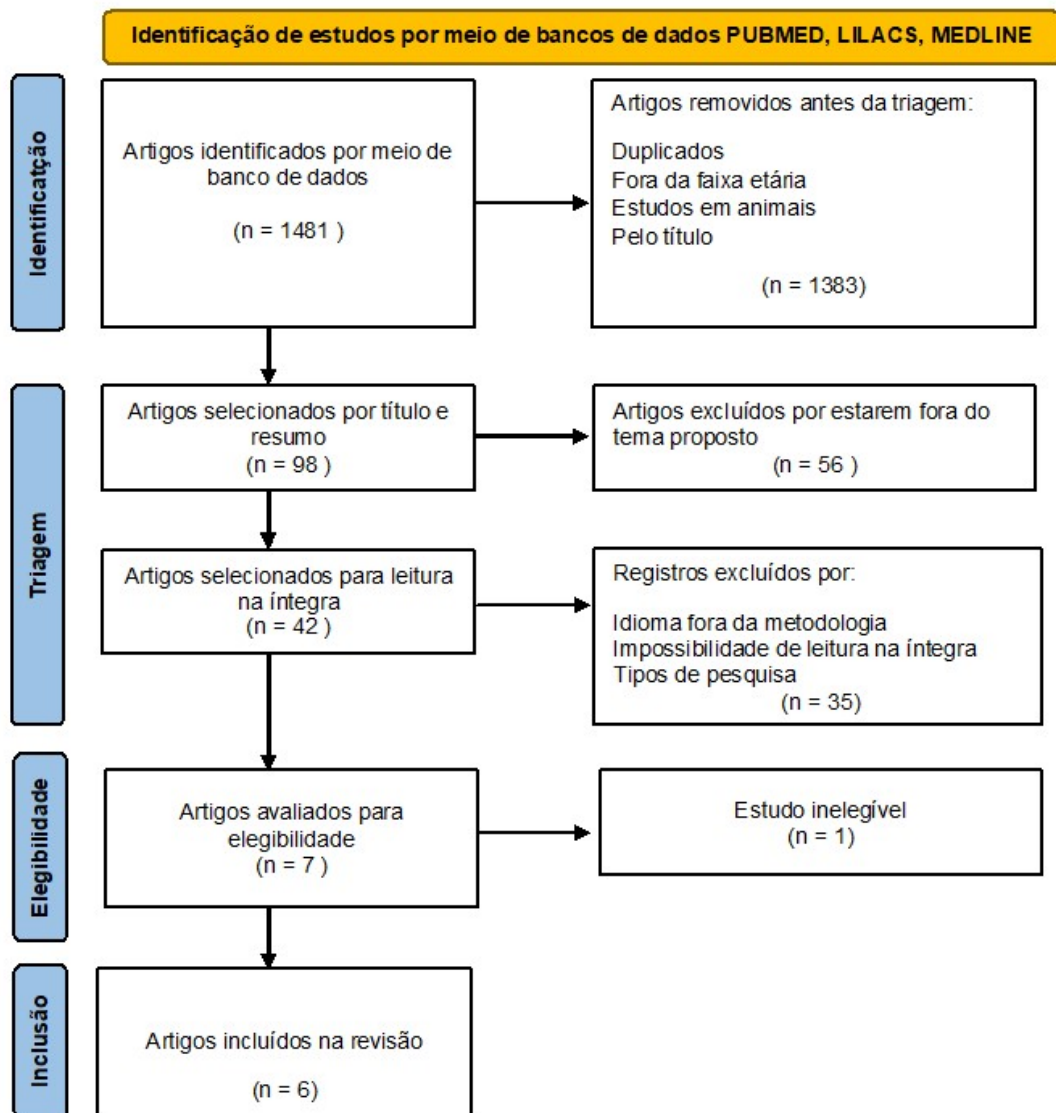 Identificação de estudos por meio de bancos de dados PUBMED, LILACS, MEDLINE
Identificatção
Artigos identificados por meio de
banco de dados
(n = 1481 )
Artigos removidos antes da triagem:
Duplicados
Fora da faixa etária
Estudos em animais
Pelo título
(n = 1383)
Triagem
Artigos selecionados por título e
resumo
(n = 98 )
Artigos excluídos por estarem fora do
tema proposto
(n = 56 )
Artigos selecionados para leitura
na íntegra
(n = 42 )
Registros excluídos por:
Idioma fora da metodologia
Impossibilidade de leitura na íntegra
Tipos de pesquisa
(n = 35)
Elegibilidade
Artigos avaliados para
elegibilidade
(n = 7 )
Estudo inelegível
(n = 1)
Inclusão
Artigos incluídos na revisão
(n = 6)